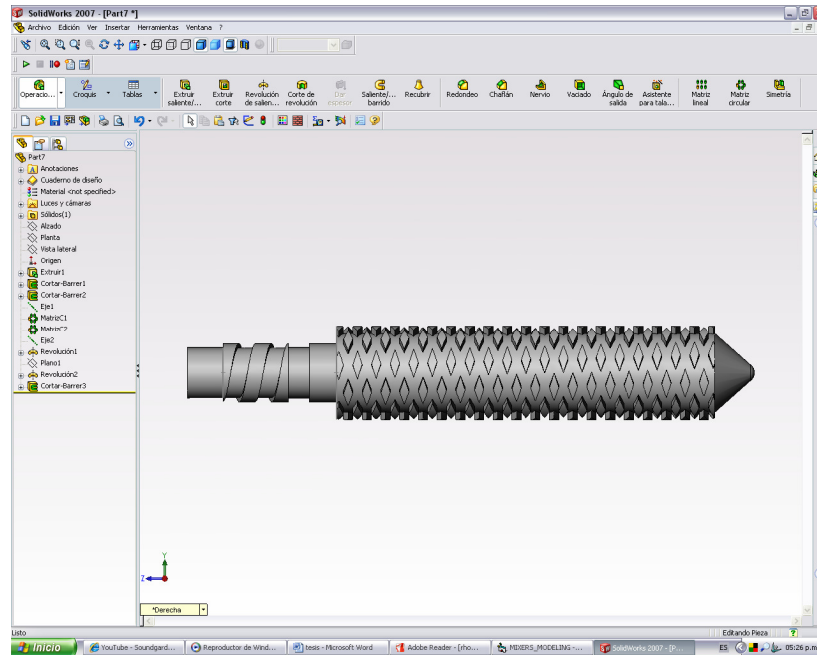 SolidWorks 2007 - [Part7 *]
Archivo Edición Ver Insertar Herramientas Ventana ?
Operacio... Croquis Tablas Extruir saliente/... Extruir corte Revolución de salien... Corte de revolución Dar espesor Saliente/... barrido Recubrir Redondeo Chaflán Nervio Vaciado Ángulo de salida Asistente para tala... Matriz lineal Matriz circular Simetría
Part7
Anotaciones
Cuaderno de diseño
Material <not specified>
Luces y cámaras
Sólidos(1)
Alzado
Planta
Vista lateral
Origen
Extruir1
Cortar-Barrer1
Cortar-Barrer2
Eje1
MatrizC1
MatrizC2
Eje2
Revolución1
Plano1
Revolución2
Cortar-Barrer3
Y
Z
*Derecha
Listo
Editando Pieza
Inicio YouTube - Soundgard... Reproductor de Wind... tesis - Microsoft Word Adobe Reader - [rho... MIXERS_MODELING -... SolidWorks 2007 - [P... ES 05:26 p.m